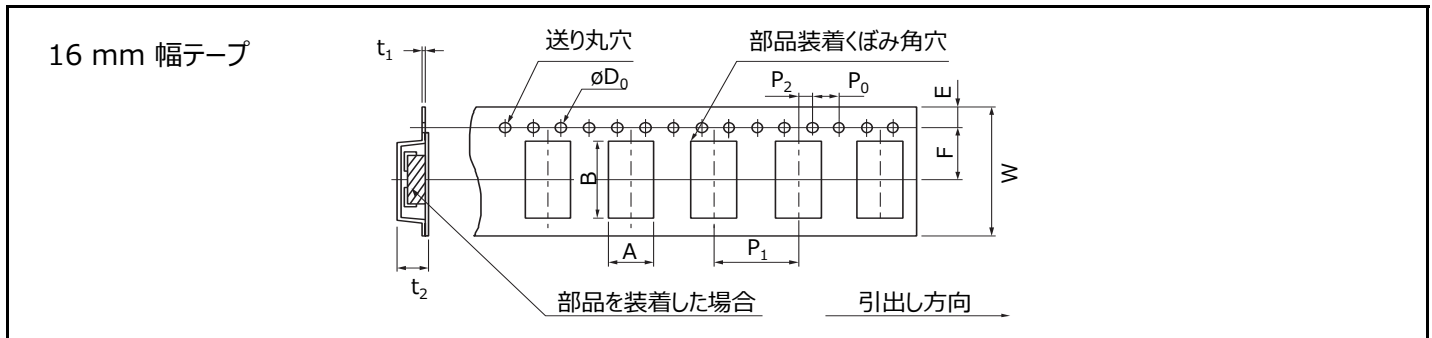 16 mm 幅テープ
t₁
送り丸穴
部品装着くぼみ角穴
øD₀
P₂
P₀
E
F
W
B
A
P₁
t₂
部品を装着した場合
引出し方向